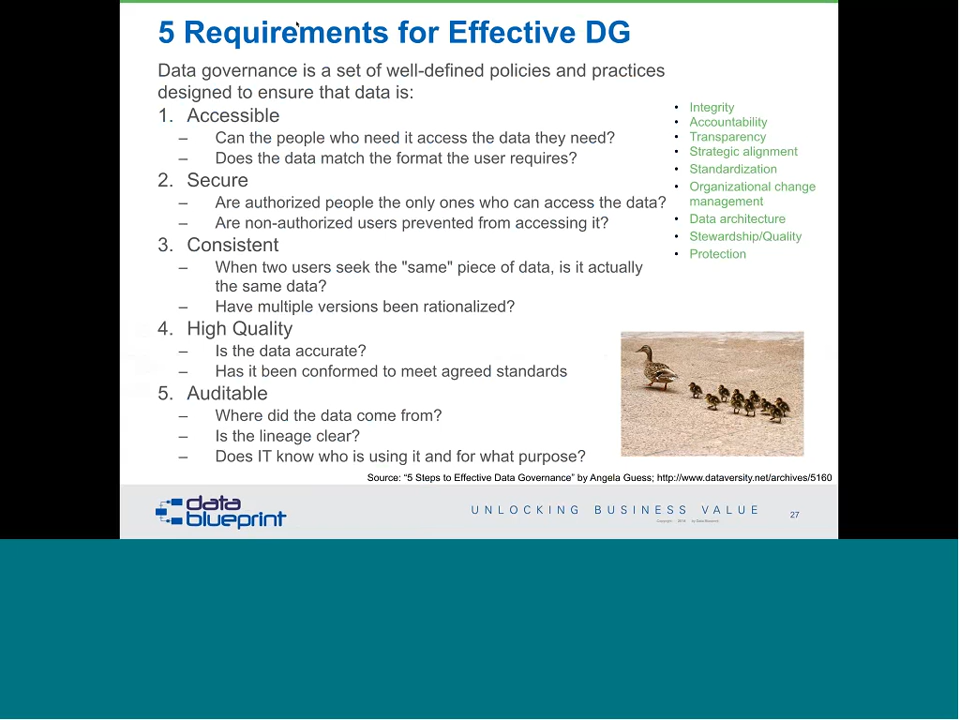 5 Requirements for Effective DG
Data governance is a set of well-defined policies and practices
designed to ensure that data is:
1. Accessible
– Can the people who need it access the data they need?
– Does the data match the format the user requires?
2. Secure
– Are authorized people the only ones who can access the data?
– Are non-authorized users prevented from accessing it?
3. Consistent
– When two users seek the "same" piece of data, is it actually
the same data?
– Have multiple versions been rationalized?
4. High Quality
– Is the data accurate?
– Has it been conformed to meet agreed standards
5. Auditable
– Where did the data come from?
– Is the lineage clear?
– Does IT know who is using it and for what purpose?
• Integrity
• Accountability
• Transparency
• Strategic alignment
• Standardization
• Organizational change
management
• Data architecture
• Stewardship/Quality
• Protection
Source: "5 Steps to Effective Data Governance" by Angela Guess; http://www.dataversity.net/archives/5160
data
blueprint
UNLOCKING BUSINESS VALUE
27